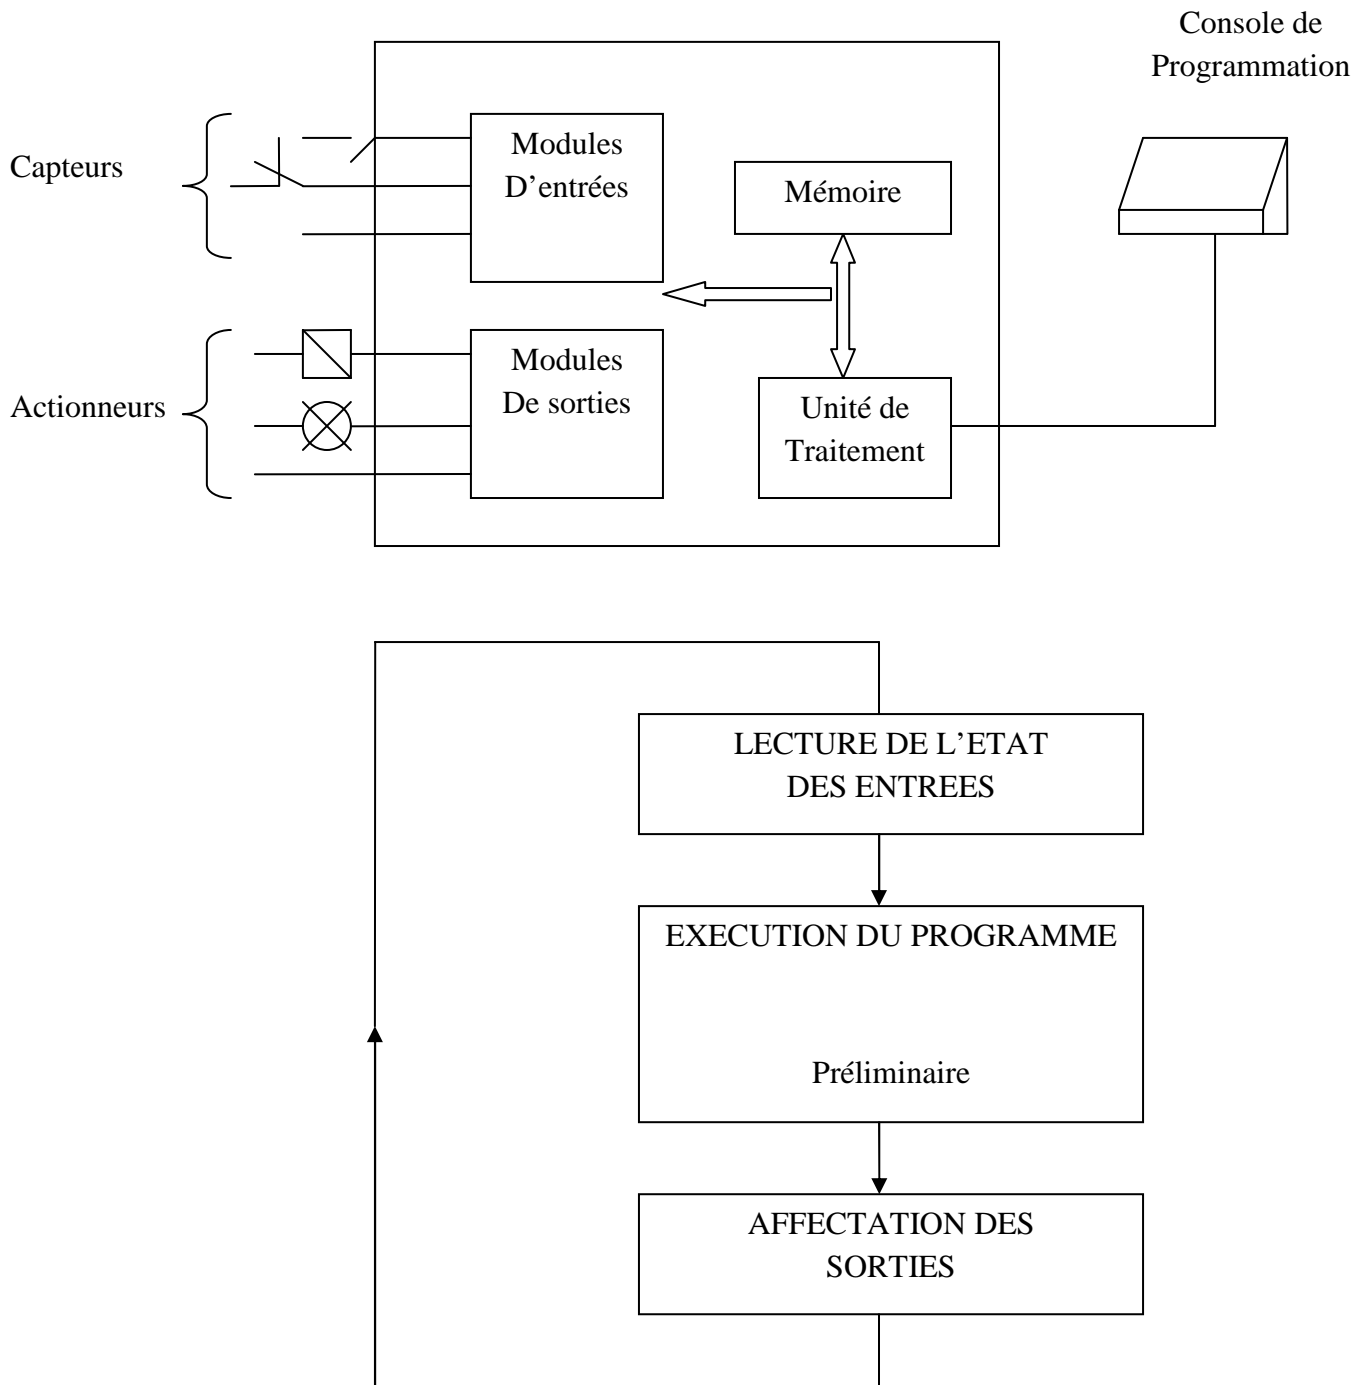 Console de
Programmation
Capteurs
Modules
D’entrées
Mémoire
Actionneurs
Modules
De sorties
Unité de
Traitement
LECTURE DE L’ETAT
DES ENTREES
EXECUTION DU PROGRAMME
Préliminaire
AFFECTATION DES
SORTIES